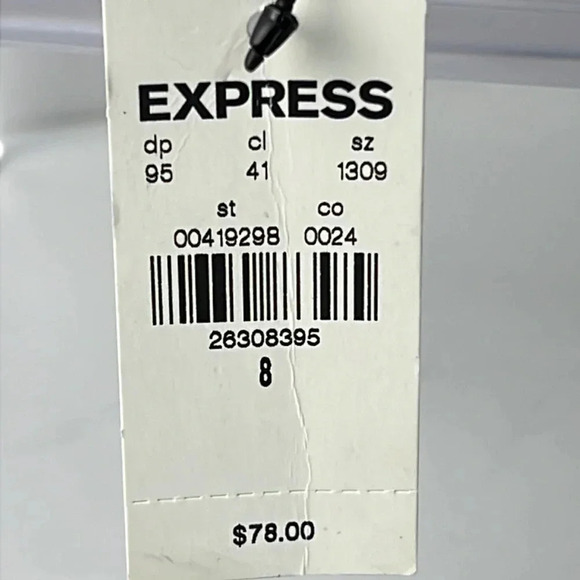 EXPRESS
dp cl sz
95 41 1309
st co
00419298 0024
26308395
8
$78.00